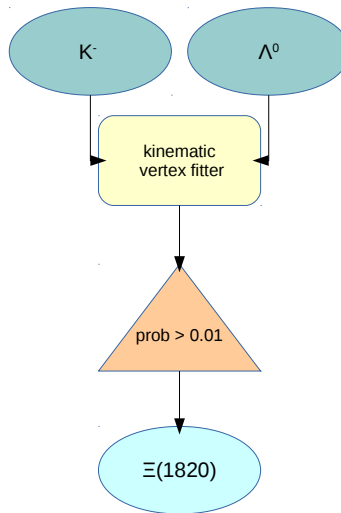 K⁻
Λ⁰
kinematic
vertex fitter
prob > 0.01
Ξ(1820)